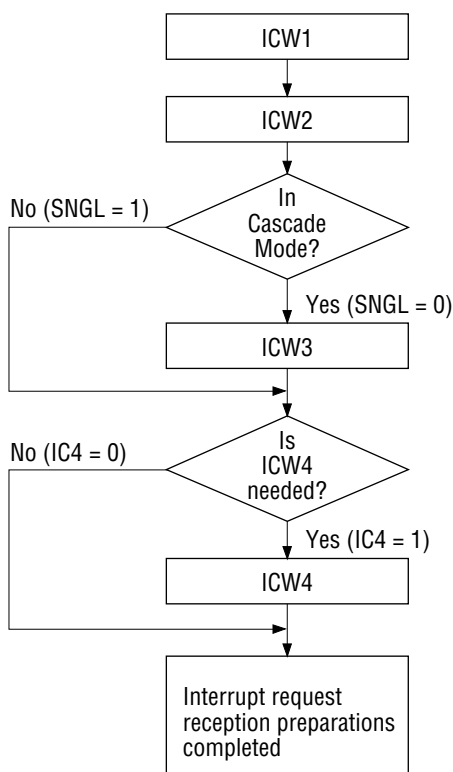 ICW1
ICW2
In
Cascade
Mode?
No (SNGL = 1)
Yes (SNGL = 0)
ICW3
Is
ICW4
needed?
No (IC4 = 0)
Yes (IC4 = 1)
ICW4
Interrupt request
reception preparations
completed